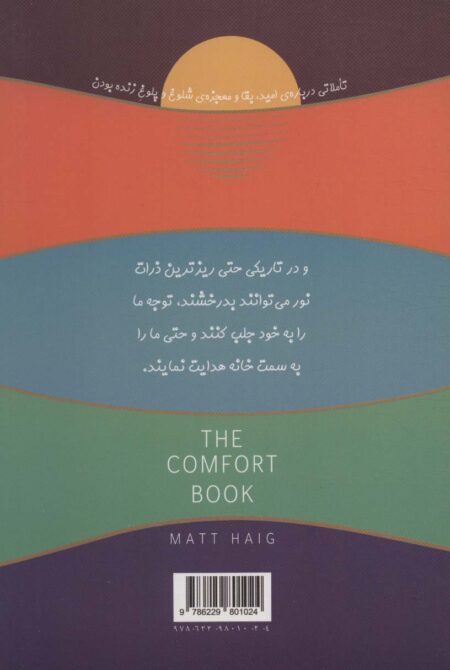 تأملاتی درباره‌ی امید، بقا و معجزه‌ی شلوغ و پلوغ زنده بودن
و در تاریکی حتی ریزترین ذرات
نور می‌توانند بدرخشند، توجه ما
را به خود جلب کنند و حتی ما را
به سمت خانه هدایت نمایند.
THE
COMFORT
BOOK
MATT HAIG
9 786229 801024
۹۷۸-۶۲۲-۹۸۰۱۰-۲-۴